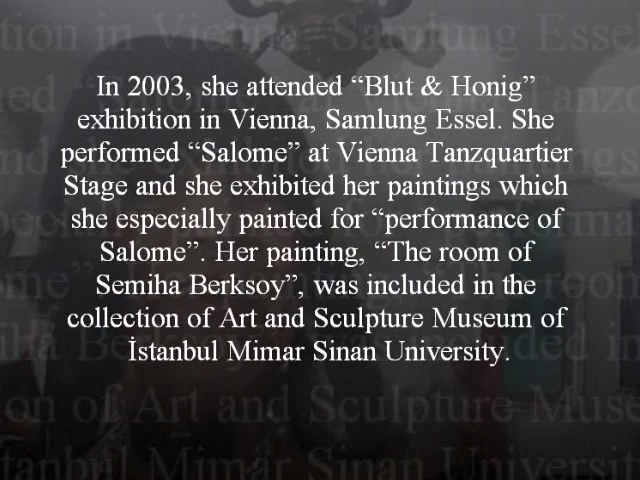 In 2003, she attended “Blut & Honig”
exhibition in Vienna, Samlung Essel. She
performed “Salome” at Vienna Tanzquartier
Stage and she exhibited her paintings which
she especially painted for “performance of
Salome”. Her painting, “The room of
Semiha Berksoy”, was included in the
collection of Art and Sculpture Museum of
İstanbul Mimar Sinan University.